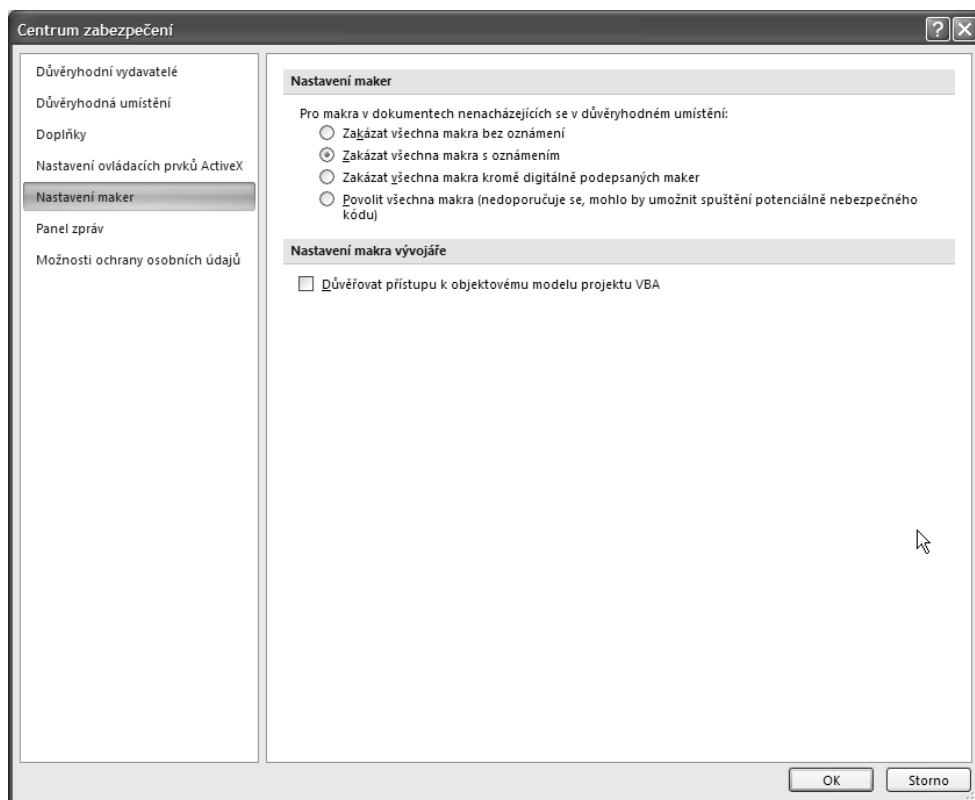 Centrum zabezpečení
Důvěryhodní vydavatelé
Důvěryhodná umístění
Doplňky
Nastavení ovládacích prvků ActiveX
Nastavení maker
Panel zpráv
Možnosti ochrany osobních údajů
Nastavení maker
Pro makra v dokumentech nenacházejících se v důvěryhodném umístění:
Zakázat všechna makra bez oznámení
Zakázat všechna makra s oznámením
Zakázat všechna makra kromě digitálně podepsaných maker
Povolit všechna makra (nedoporučuje se, mohlo by umožnit spuštění potenciálně nebezpečného
kódu)
Nastavení makra vývojáře
Důvěřovat přístupu k objektovému modelu projektu VBA
OK
Storno